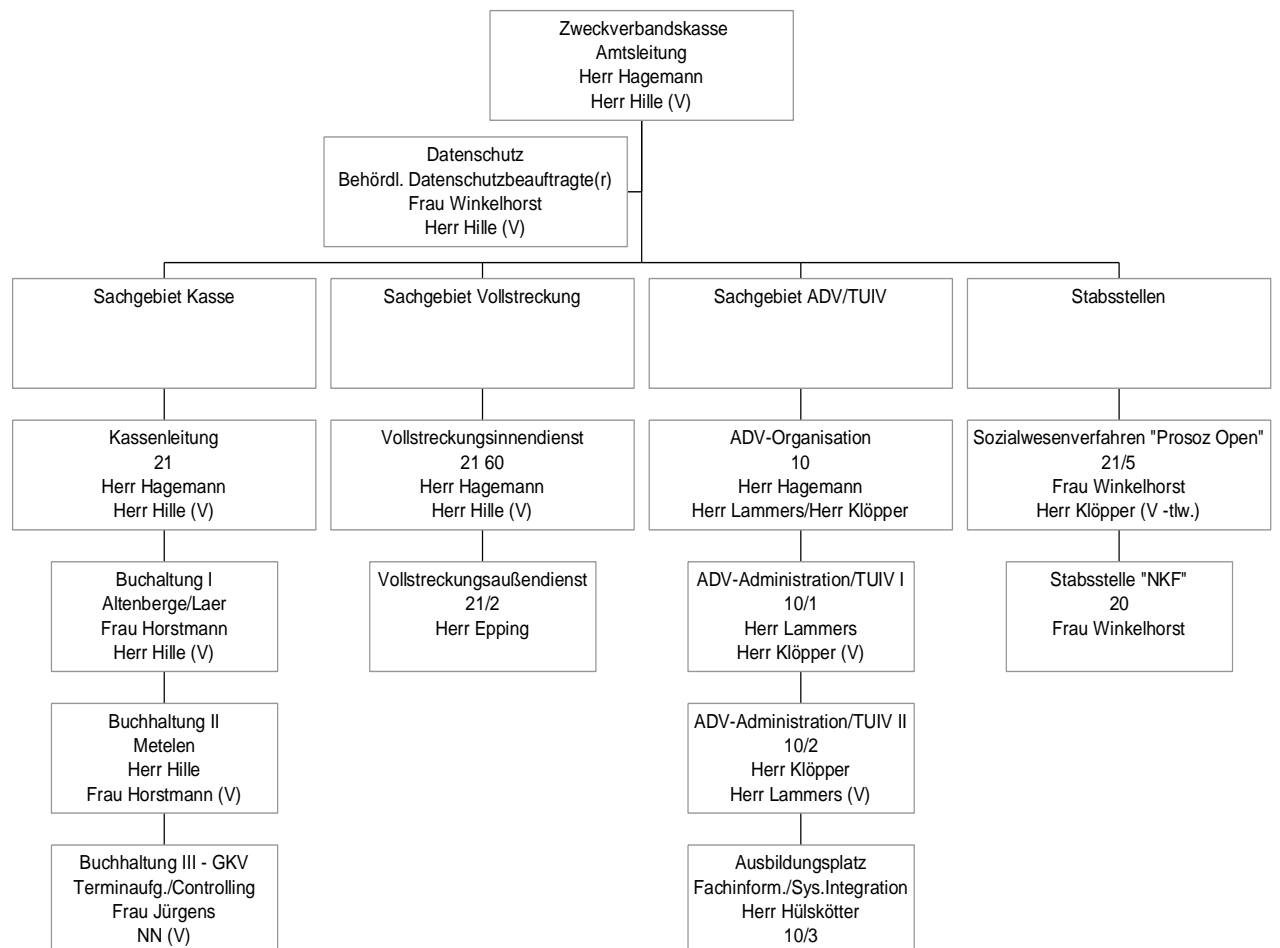 Zweckverbandskasse
Amtsleitung
Herr Hagemann
Herr Hille (V)
Datenschutz
Behördl. Datenschutzbeauftragte(r)
Frau Winkelhorst
Herr Hille (V)
Sachgebiet Kasse
Sachgebiet Vollstreckung
Sachgebiet ADV/TUIV
Stabsstellen
Kassenleitung
21
Herr Hagemann
Herr Hille (V)
Vollstreckungsinnendienst
21 60
Herr Hagemann
Herr Hille (V)
ADV-Organisation
10
Herr Hagemann
Herr Lammers/Herr Klöpper
Sozialwesenverfahren "Prosoz Open"
21/5
Frau Winkelhorst
Herr Klöpper (V -tlw.)
Buchaltung I
Altenberge/Laer
Frau Horstmann
Herr Hille (V)
Vollstreckungsaußendienst
21/2
Herr Epping
ADV-Administration/TUIV I
10/1
Herr Lammers
Herr Klöpper (V)
Stabsstelle "NKF"
20
Frau Winkelhorst
Buchhaltung II
Metelen
Herr Hille
Frau Horstmann (V)
ADV-Administration/TUIV II
10/2
Herr Klöpper
Herr Lammers (V)
Buchhaltung III - GKV
Terminaufg./Controlling
Frau Jürgens
NN (V)
Ausbildungsplatz
Fachinform./Sys.Integration
Herr Hülskötter
10/3